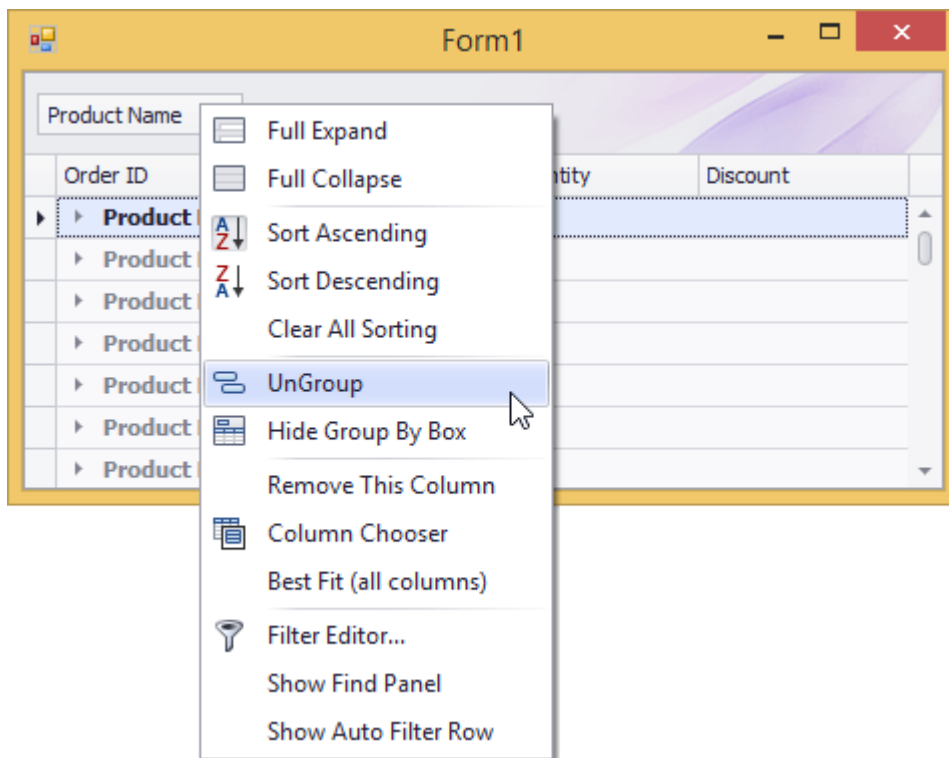 Form1
Product Name
Order ID
Discount
Product
Product
Product
Product
Product
Product
Product
Full Expand
Full Collapse
Sort Ascending
Sort Descending
Clear All Sorting
UnGroup
Hide Group By Box
Remove This Column
Column Chooser
Best Fit (all columns)
Filter Editor...
Show Find Panel
Show Auto Filter Row